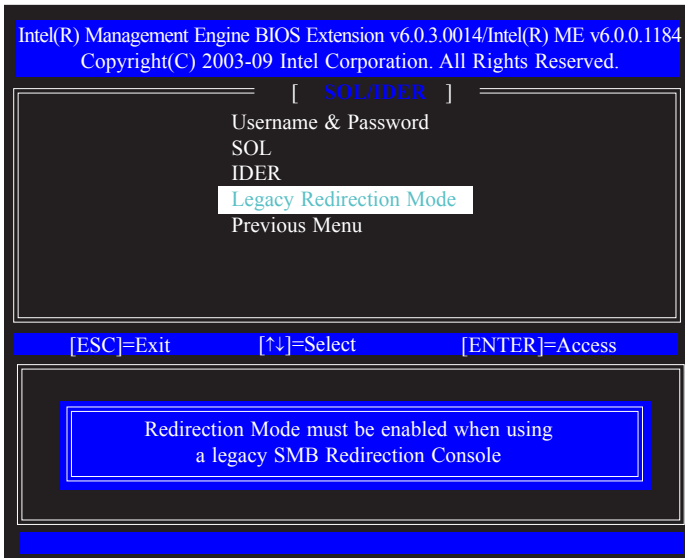 Intel(R) Management Engine BIOS Extension v6.0.3.0014/Intel(R) ME v6.0.0.1184
Copyright(C) 2003-09 Intel Corporation. All Rights Reserved.
[ SOL/IDER ]
Username & Password
SOL
IDER
Legacy Redirection Mode
Previous Menu
[ESC]=Exit [↑↓]=Select [ENTER]=Access
Redirection Mode must be enabled when using
a legacy SMB Redirection Console